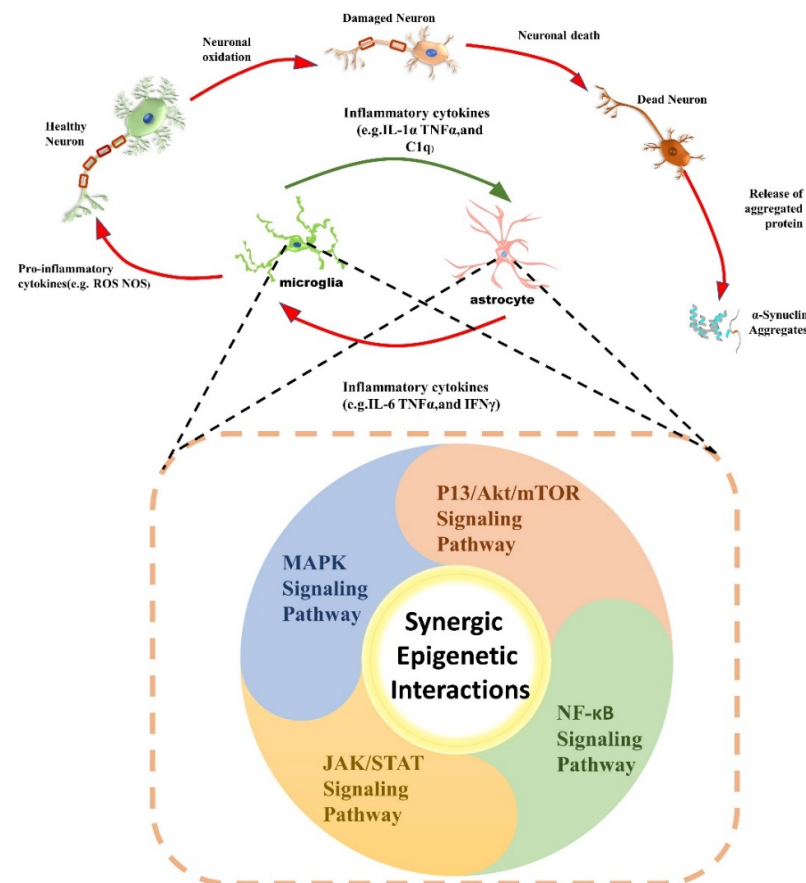 Damaged Neuron
Neuronal
oxidation
Neuronal death
Healthy
Neuron
Dead Neuron
Inflammatory cytokines
(e.g.IL-1α TNFα,and
C1q)
Release of
aggregated
protein
Pro-inflammatory
cytokines(e.g. ROS NOS)
microglia
astrocyte
α-Synuclin
Aggregates
Inflammatory cytokines
(e.g.IL-6 TNFα,and IFNγ)
P13/Akt/mTOR
Signaling
Pathway
MAPK
Signaling
Pathway
Synergic
Epigenetic
Interactions
NF-κB
Signaling
Pathway
JAK/STAT
Signaling
Pathway